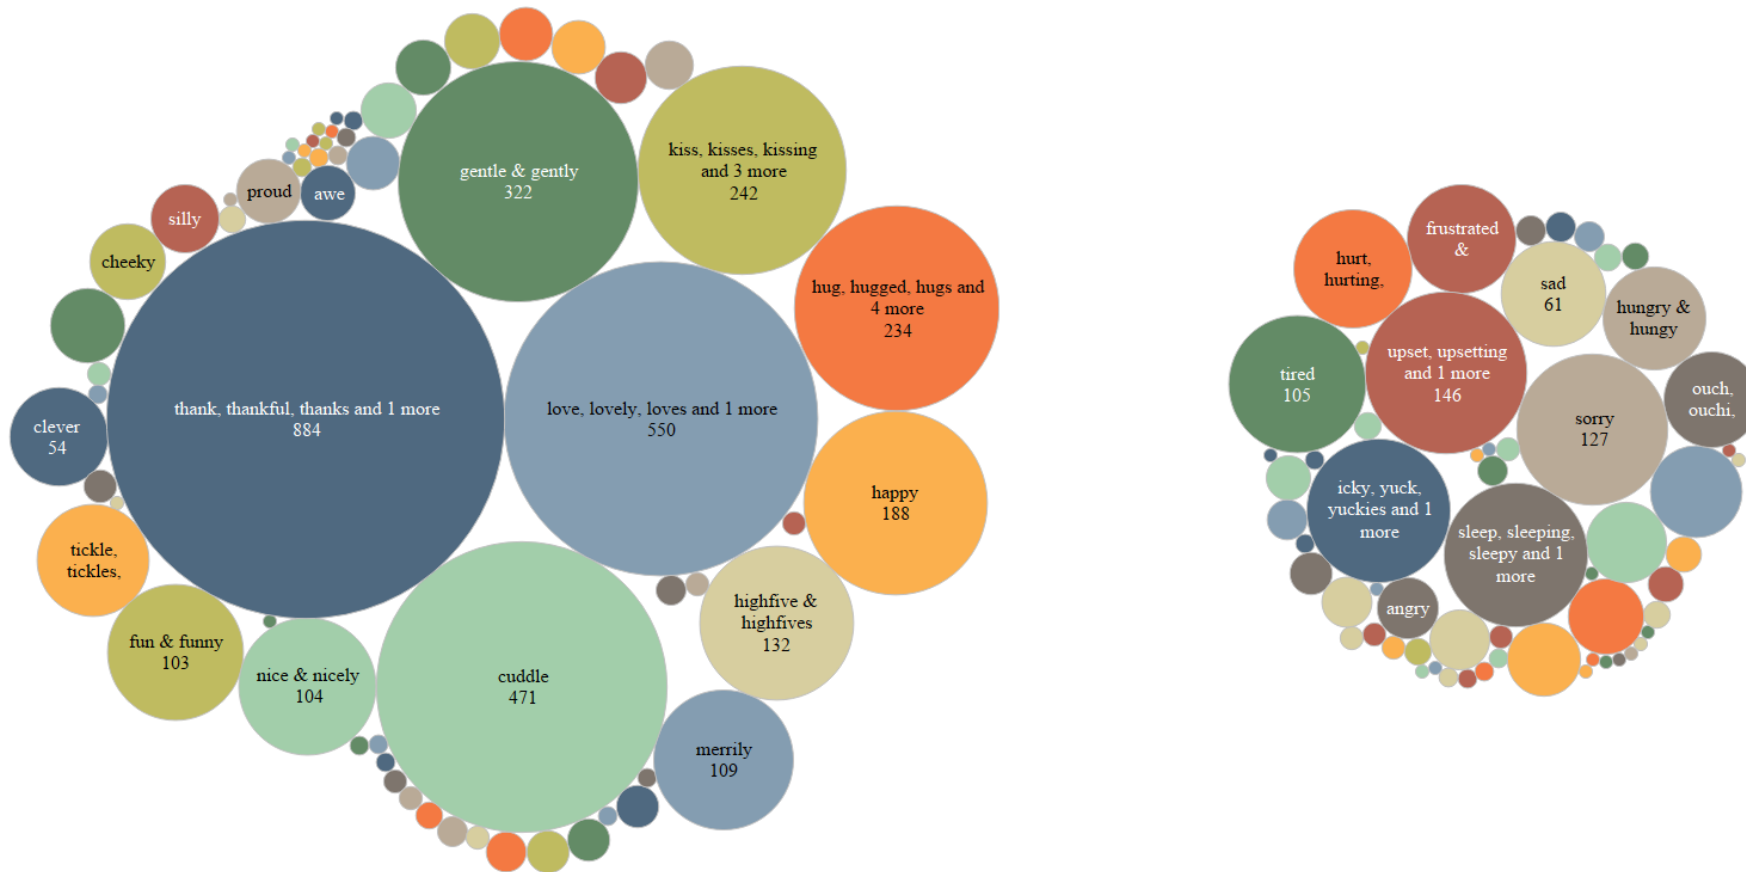 gentle & gently
322
kiss, kisses, kissing
and 3 more
242
proud
awe
silly
cheeky
hug, hugged, hugs and
4 more
234
thank, thankful, thanks and 1 more
884
love, lovely, loves and 1 more
550
clever
54
happy
188
tickle,
tickles,
highfive &
highfives
132
fun & funny
103
nice & nicely
104
cuddle
471
merrily
109
frustrated
&
hurt,
hurting,
sad
61
hungry &
hungy
upset, upsetting
and 1 more
146
tired
105
ouch,
ouchi,
sorry
127
icky, yuck,
yuckies and 1
more
sleep, sleeping,
sleepy and 1
more
angry